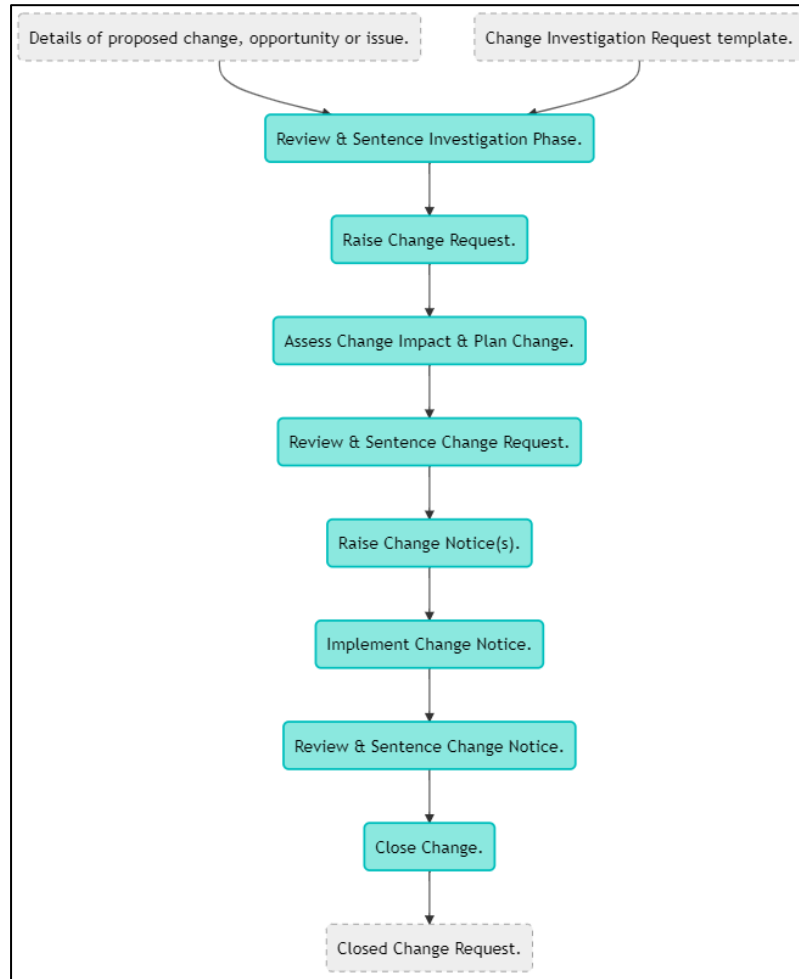 Details of proposed change, opportunity or issue.
Change Investigation Request template.
Review & Sentence Investigation Phase.
Raise Change Request.
Assess Change Impact & Plan Change.
Review & Sentence Change Request.
Raise Change Notice(s).
Implement Change Notice.
Review & Sentence Change Notice.
Close Change.
Closed Change Request.